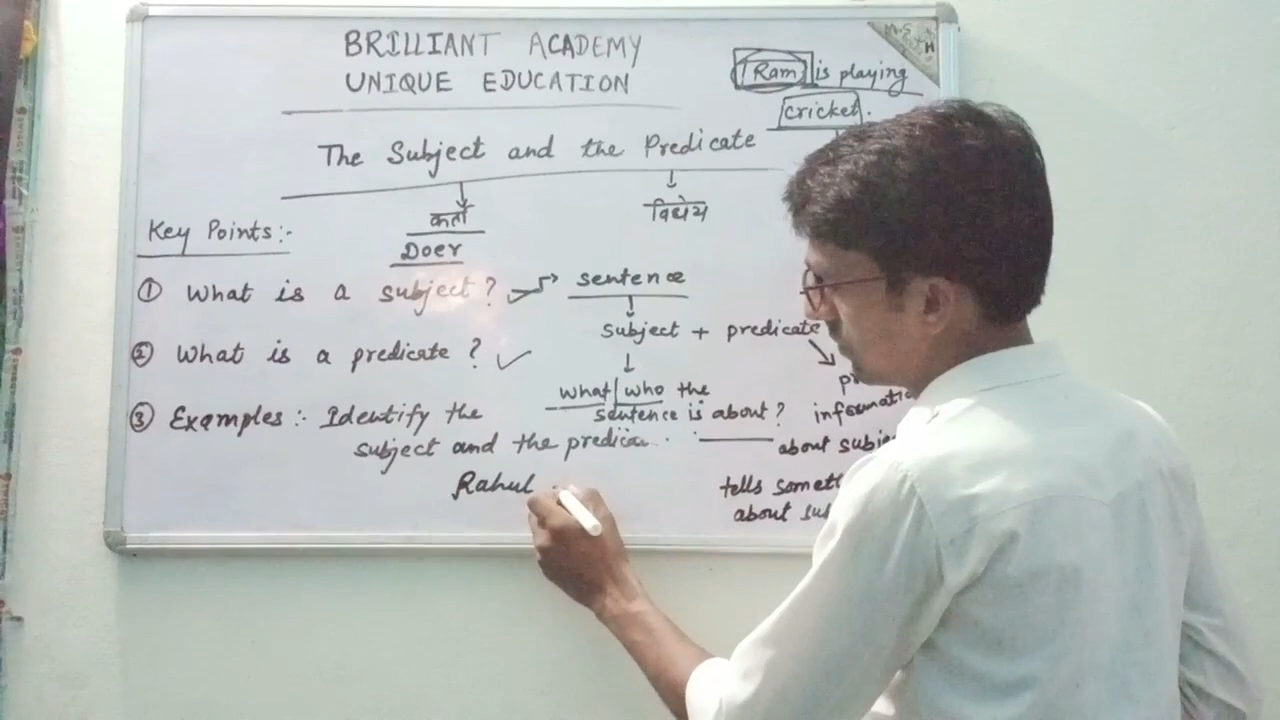 BRILLIANT ACADEMY
UNIQUE EDUCATION
Ram is playing
cricket.
The Subject and the Predicate
कर्ता
Doer
विधेय
Key Points:-
① What is a subject?
sentence
subject + predicate
② What is a predicate?
what/who the
sentence is about?
informatio
about subje
③ Examples:- Identify the
subject and the predica
tells somet
about su
Rahul